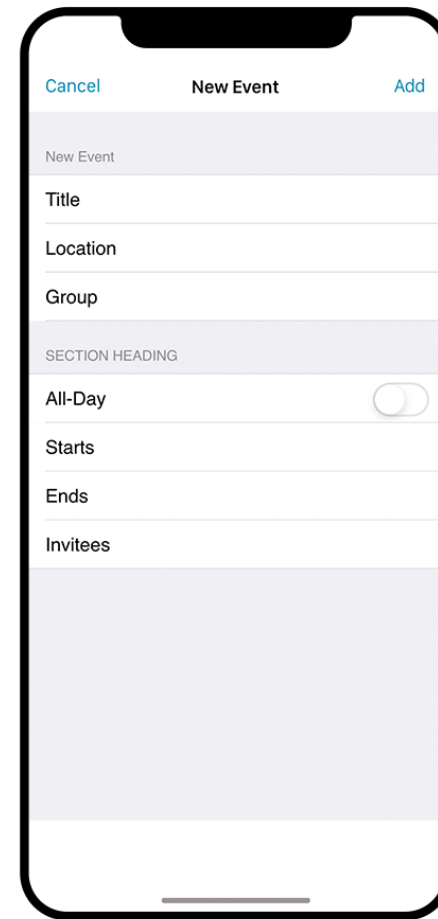 Cancel New Event Add
New Event
Title
Location
Group
SECTION HEADING
All-Day
Starts
Ends
Invitees